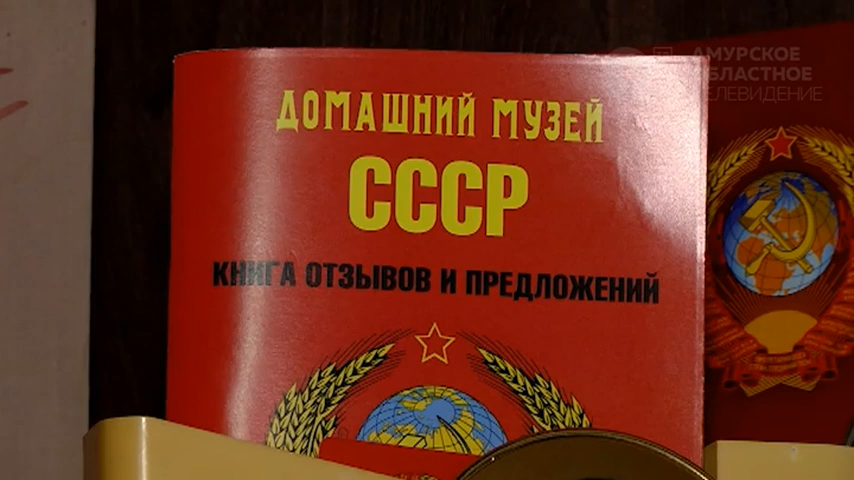 ДОМАШНИЙ МУЗЕЙ
СССР
КНИГА ОТЗЫВОВ И ПРЕДЛОЖЕНИЙ
АМУРСКОЕ
ОБЛАСТНОЕ
ТЕЛЕВИДЕНИЕ